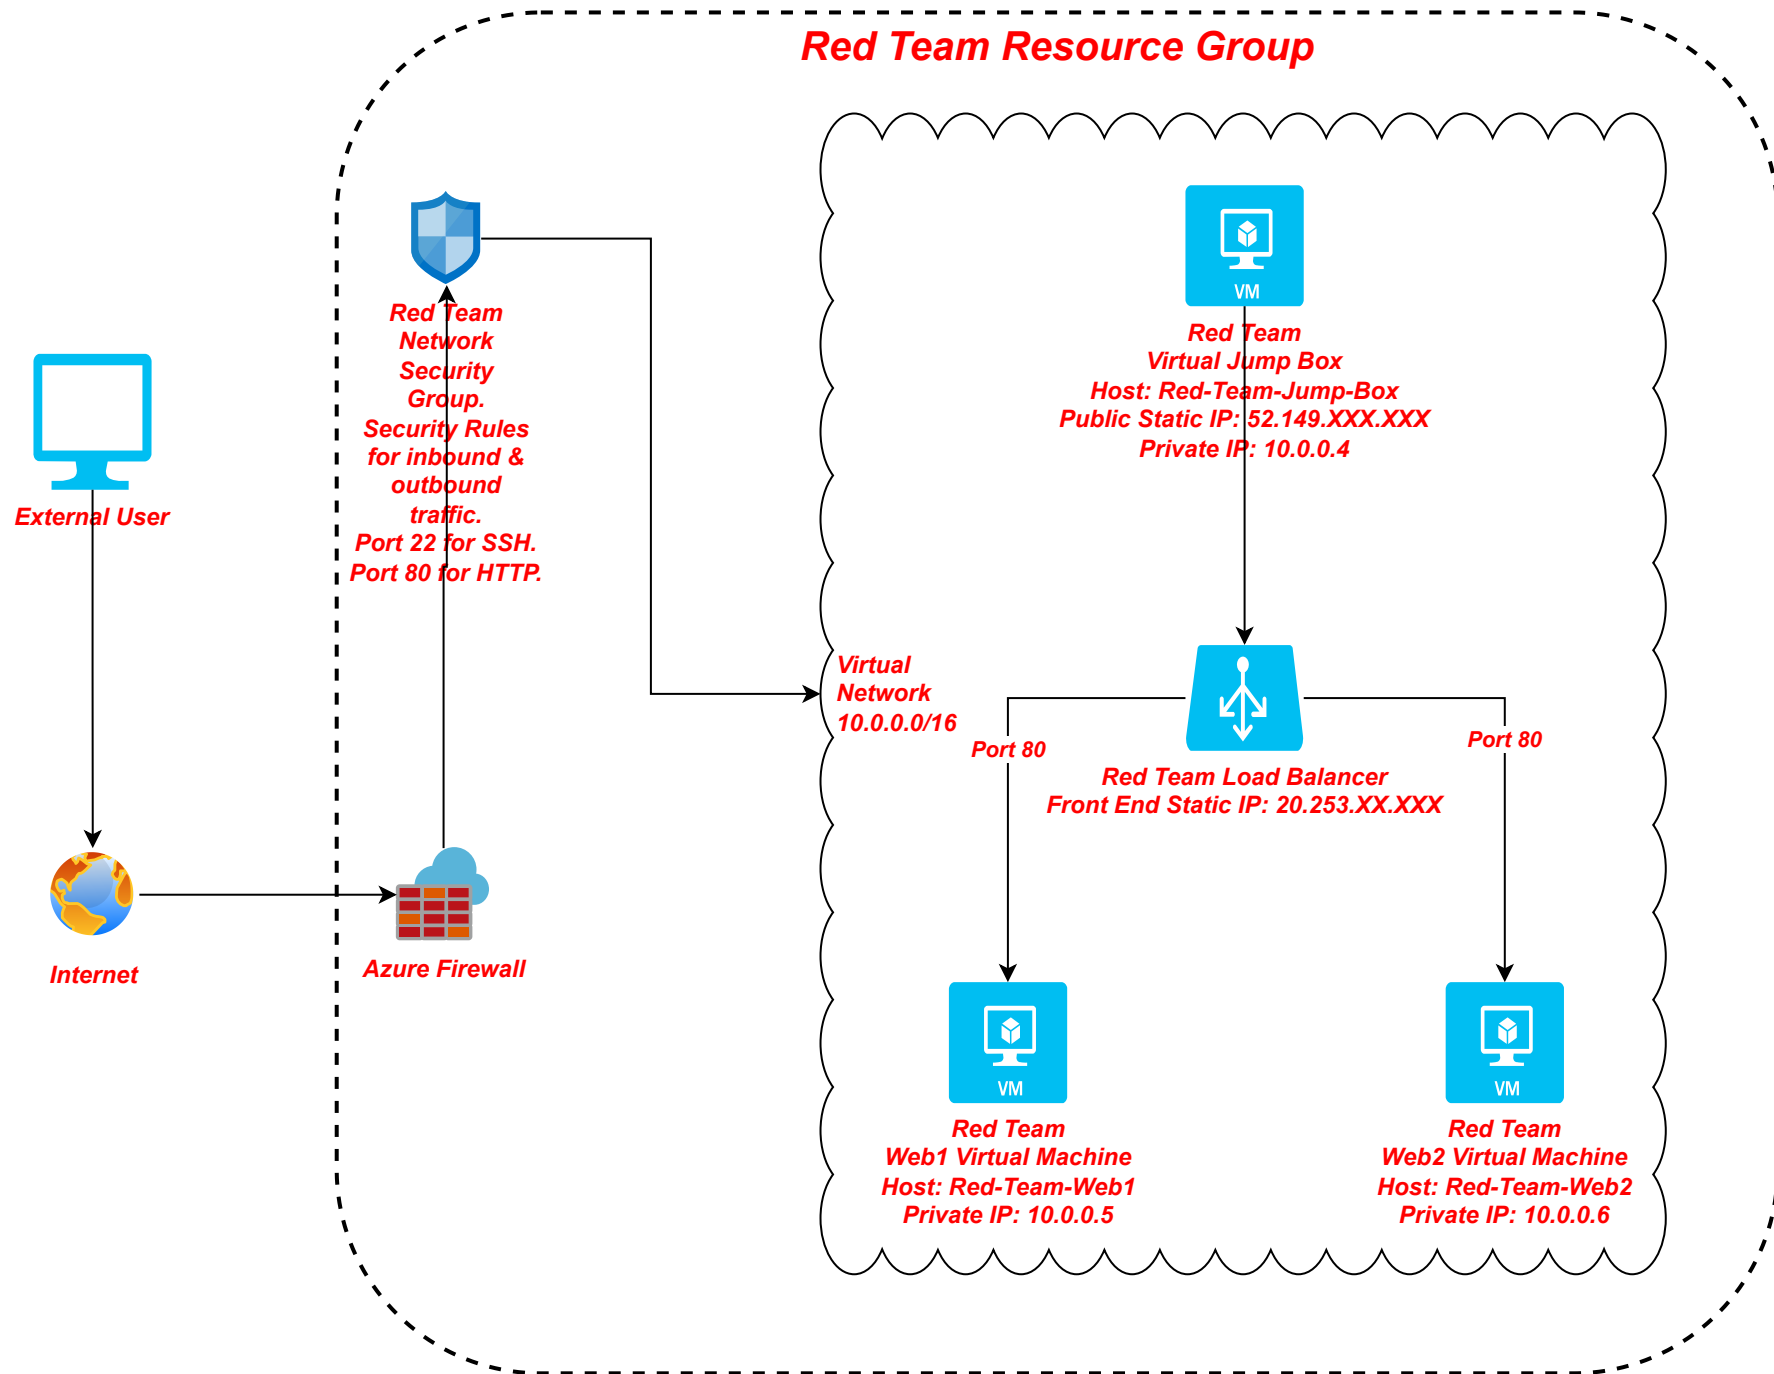 Red Team Resource Group
VM
Red Team
Virtual Jump Box
Host: Red-Team-Jump-Box
Public Static IP: 52.149.XXX.XXX
Private IP: 10.0.0.4
Red Team
Network
Security
Group.
Security Rules
for inbound &
outbound
traffic.
Port 22 for SSH.
Port 80 for HTTP.
External User
Virtual
Network
10.0.0.0/16
Port 80
Port 80
Red Team Load Balancer
Front End Static IP: 20.253.XX.XXX
Internet
Azure Firewall
VM
Red Team
Web1 Virtual Machine
Host: Red-Team-Web1
Private IP: 10.0.0.5
VM
Red Team
Web2 Virtual Machine
Host: Red-Team-Web2
Private IP: 10.0.0.6